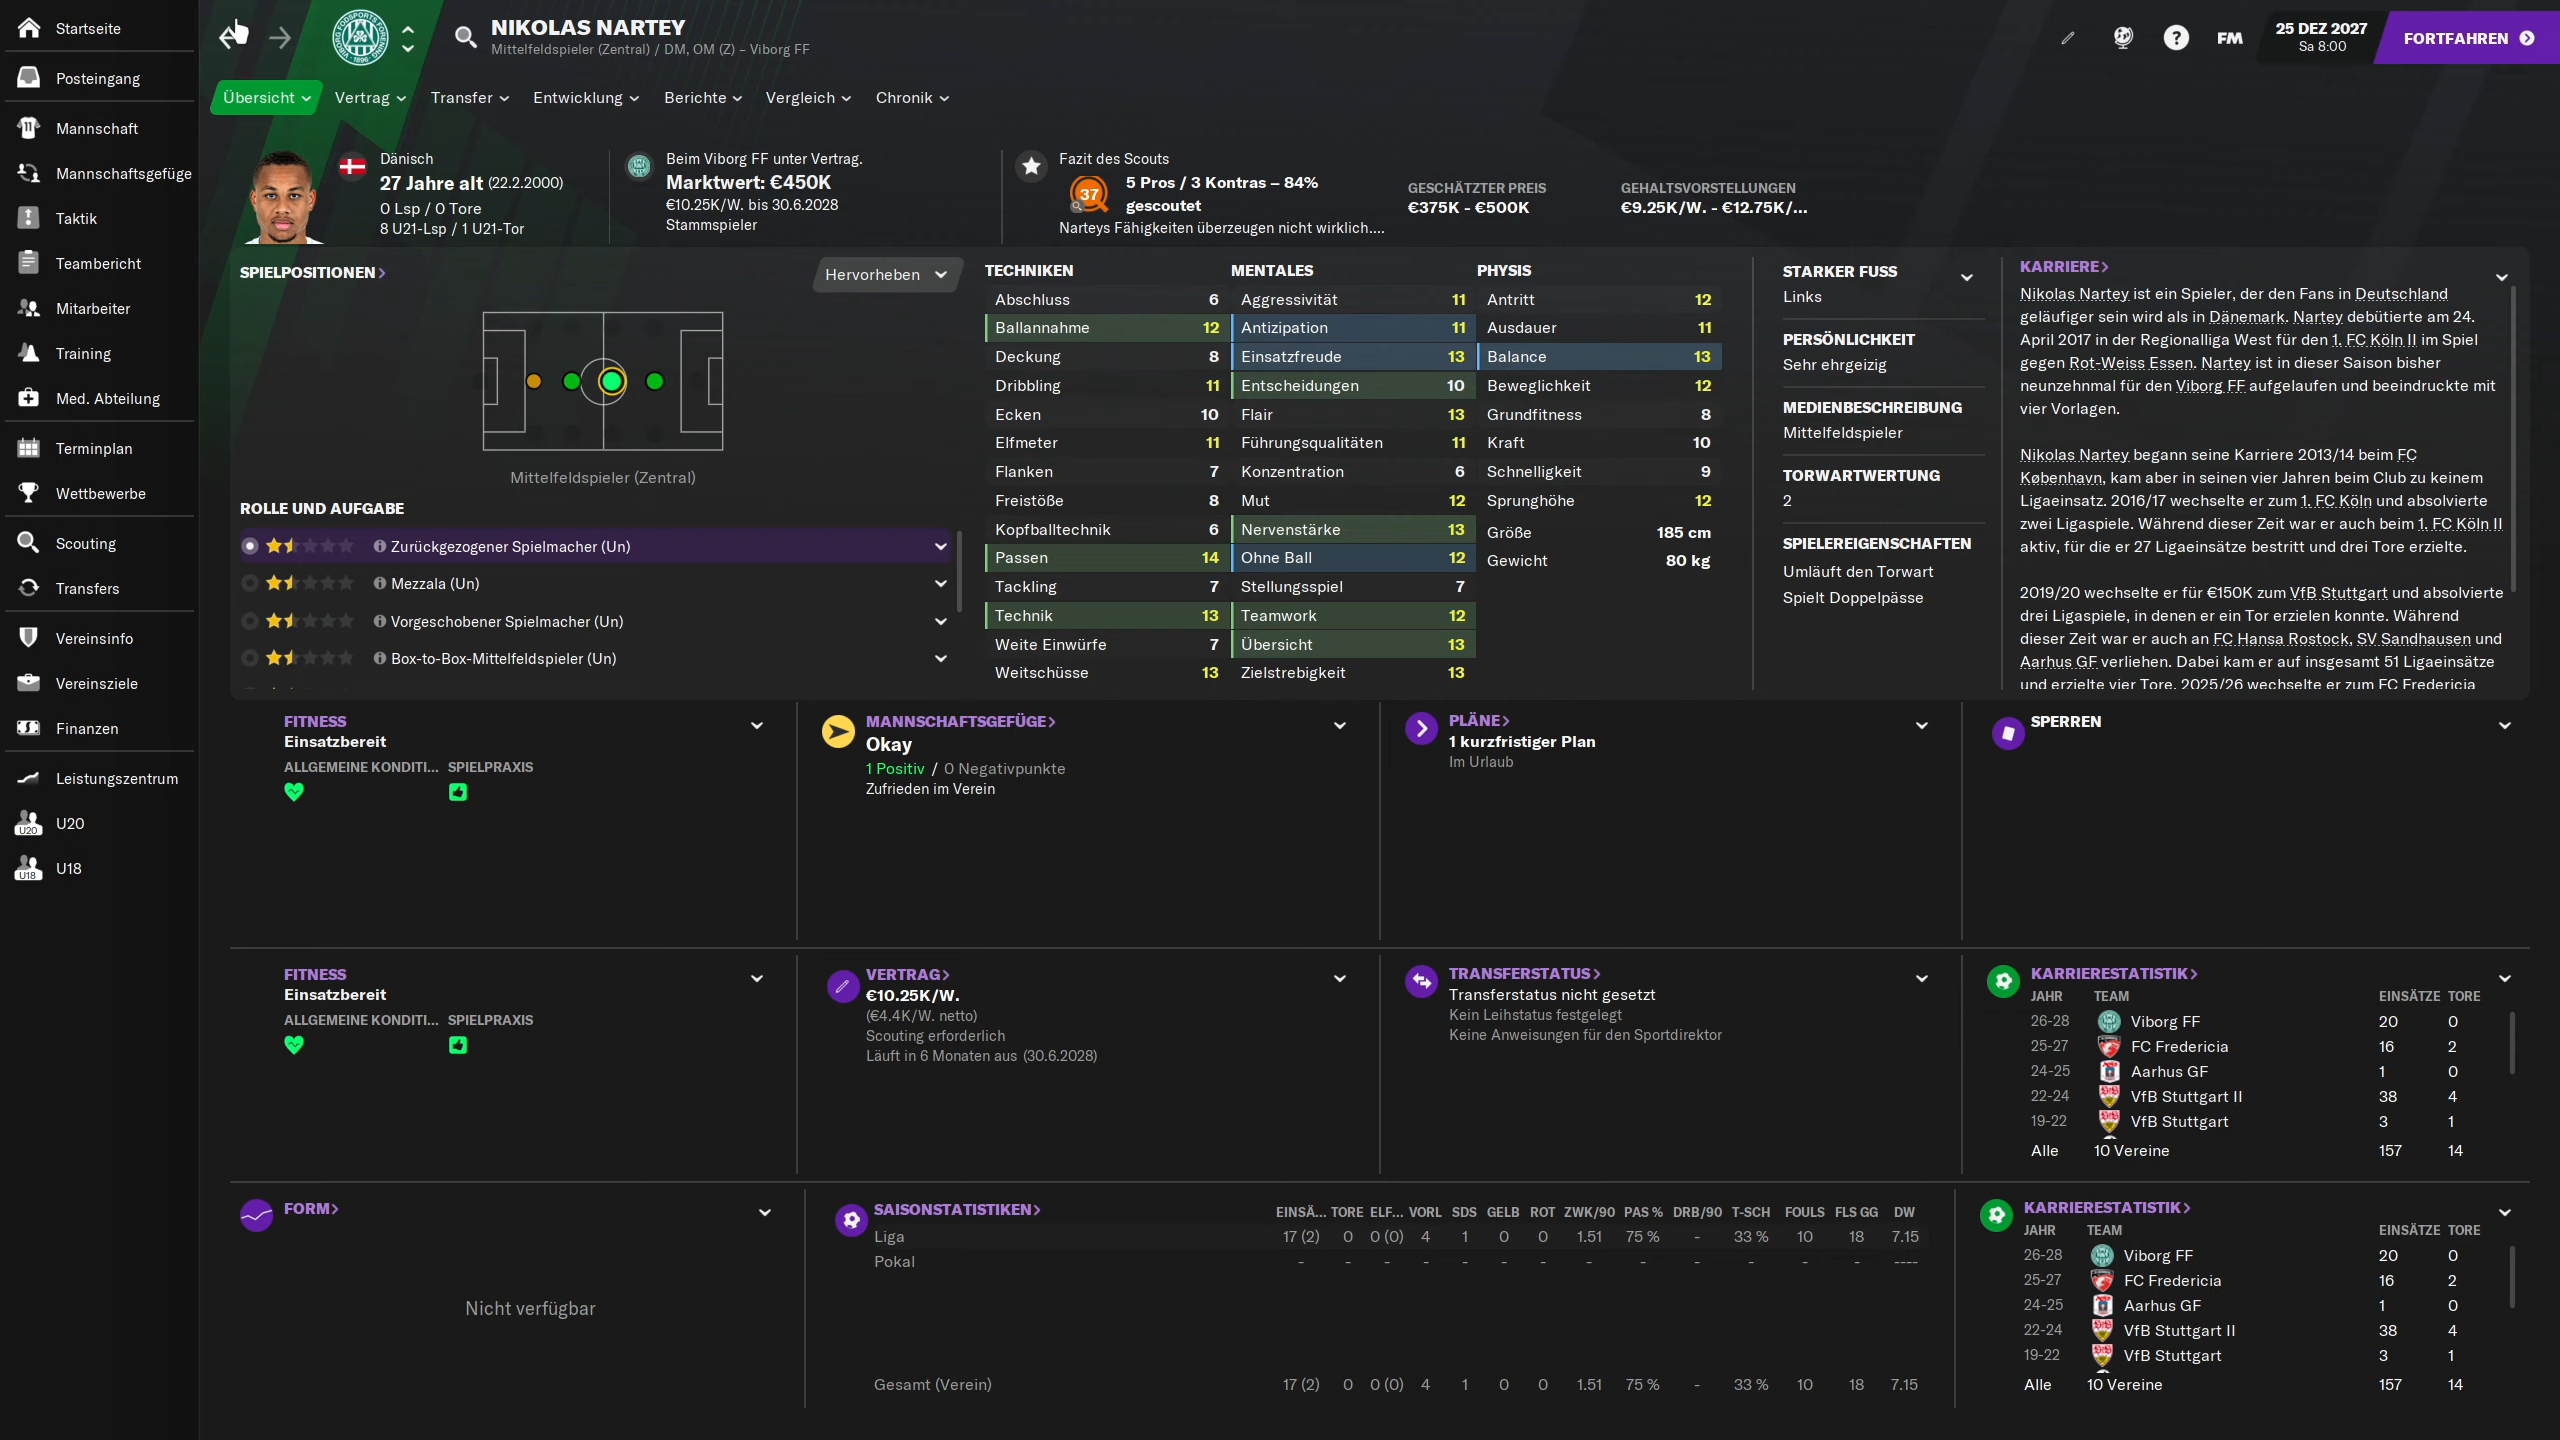 Startseite
Posteingang
Mannschaft
Mannschaftsgefüge
Taktik
Teambericht
Mitarbeiter
Training
Med. Abteilung
Terminplan
Wettbewerbe
Scouting
Transfers
Vereinsinfo
Vereinsziele
Finanzen
Leistungszentrum
U20
U18
NIKOLAS NARTEY
Mittelfeldspieler (Zentral) / DM, OM (Z) – Viborg FF
FM
25 DEZ 2027
Sa 8:00
FORTFAHREN
Übersicht Vertrag Transfer Entwicklung Berichte Vergleich Chronik
Dänisch
27 Jahre alt (22.2.2000)
0 Lsp / 0 Tore
8 U21-Lsp / 1 U21-Tor
Beim Viborg FF unter Vertrag.
Marktwert: €450K
€10.25K/W. bis 30.6.2028
Stammspieler
Fazit des Scouts
37
5 Pros / 3 Kontras – 84%
gescoutet
Narteys Fähigkeiten überzeugen nicht wirklich....
GESCHÄTZTER PREIS
€375K - €500K
GEHALTSVORSTELLUNGEN
€9.25K/W. - €12.75K/...
SPIELPOSITIONEN
Hervorheben
Mittelfeldspieler (Zentral)
ROLLE UND AUFGABE
Zurückgezogener Spielmacher (Un)
Mezzala (Un)
Vorgeschobener Spielmacher (Un)
Box-to-Box-Mittelfeldspieler (Un)
TECHNIKEN
Abschluss 6
Ballannahme 12
Deckung 8
Dribbling 11
Ecken 10
Elfmeter 11
Flanken 7
Freistöße 8
Kopfballtechnik 6
Passen 14
Tackling 7
Technik 13
Weite Einwürfe 7
Weitschüsse 13
MENTALES
Aggressivität 11
Antizipation 11
Einsatzfreude 13
Entscheidungen 10
Flair 13
Führungsqualitäten 11
Konzentration 6
Mut 12
Nervenstärke 13
Ohne Ball 12
Stellungsspiel 7
Teamwork 12
Übersicht 13
Zielstrebigkeit 13
PHYSIS
Antritt 12
Ausdauer 11
Balance 13
Beweglichkeit 12
Grundfitness 8
Kraft 10
Schnelligkeit 9
Sprunghöhe 12
Größe 185 cm
Gewicht 80 kg
STARKER FUSS
Links
PERSÖNLICHKEIT
Sehr ehrgeizig
MEDIENBESCHREIBUNG
Mittelfeldspieler
TORWARTWERTUNG
2
SPIELEREIGENSCHAFTEN
Umläuft den Torwart
Spielt Doppelpässe
KARRIERE
Nikolas Nartey ist ein Spieler, der den Fans in Deutschland
geläufiger sein wird als in Dänemark. Nartey debütierte am 24.
April 2017 in der Regionalliga West für den 1. FC Köln II im Spiel
gegen Rot-Weiss Essen. Nartey ist in dieser Saison bisher
neunzehnmal für den Viborg FF aufgelaufen und beeindruckte mit
vier Vorlagen.
Nikolas Nartey begann seine Karriere 2013/14 beim FC
København, kam aber in seinen vier Jahren beim Club zu keinem
Ligaeinsatz. 2016/17 wechselte er zum 1. FC Köln und absolvierte
zwei Ligaspiele. Während dieser Zeit war er auch beim 1. FC Köln II
aktiv, für die er 27 Ligaeinsätze bestritt und drei Tore erzielte.
2019/20 wechselte er für €150K zum VfB Stuttgart und absolvierte
drei Ligaspiele, in denen er ein Tor erzielen konnte. Während
dieser Zeit war er auch an FC Hansa Rostock, SV Sandhausen und
Aarhus GF verliehen. Dabei kam er auf insgesamt 51 Ligaeinsätze
und erzielte vier Tore. 2025/26 wechselte er zum FC Fredericia
FITNESS
Einsatzbereit
ALLGEMEINE KONDITI... SPIELPRAXIS
MANNSCHAFTSGEFÜGE
Okay
1 Positiv / 0 Negativpunkte
Zufrieden im Verein
PLÄNE
1 kurzfristiger Plan
Im Urlaub
SPERREN
FITNESS
Einsatzbereit
ALLGEMEINE KONDITI... SPIELPRAXIS
VERTRAG
€10.25K/W.
(€4.4K/W. netto)
Scouting erforderlich
Läuft in 6 Monaten aus (30.6.2028)
TRANSFERSTATUS
Transferstatus nicht gesetzt
Kein Leihstatus festgelegt
Keine Anweisungen für den Sportdirektor
KARRIERESTATISTIK
JAHR TEAM EINSÄTZE TORE
26-28 Viborg FF 20 0
25-27 FC Fredericia 16 2
24-25 Aarhus GF 1 0
22-24 VfB Stuttgart II 38 4
19-22 VfB Stuttgart 3 1
Alle 10 Vereine 157 14
FORM
Nicht verfügbar
SAISONSTATISTIKEN EINSÄ... TORE ELF... VORL SDS GELB ROT ZWK/90 PAS % DRB/90 T-SCH FOULS FLS GG DW
Liga 17 (2) 0 0 (0) 4 1 0 0 1.51 75 % - 33 % 10 18 7.15
Pokal - - - - - - - - - - - - - ----
Gesamt (Verein) 17 (2) 0 0 (0) 4 1 0 0 1.51 75 % - 33 % 10 18 7.15
KARRIERESTATISTIK
JAHR TEAM EINSÄTZE TORE
26-28 Viborg FF 20 0
25-27 FC Fredericia 16 2
24-25 Aarhus GF 1 0
22-24 VfB Stuttgart II 38 4
19-22 VfB Stuttgart 3 1
Alle 10 Vereine 157 14